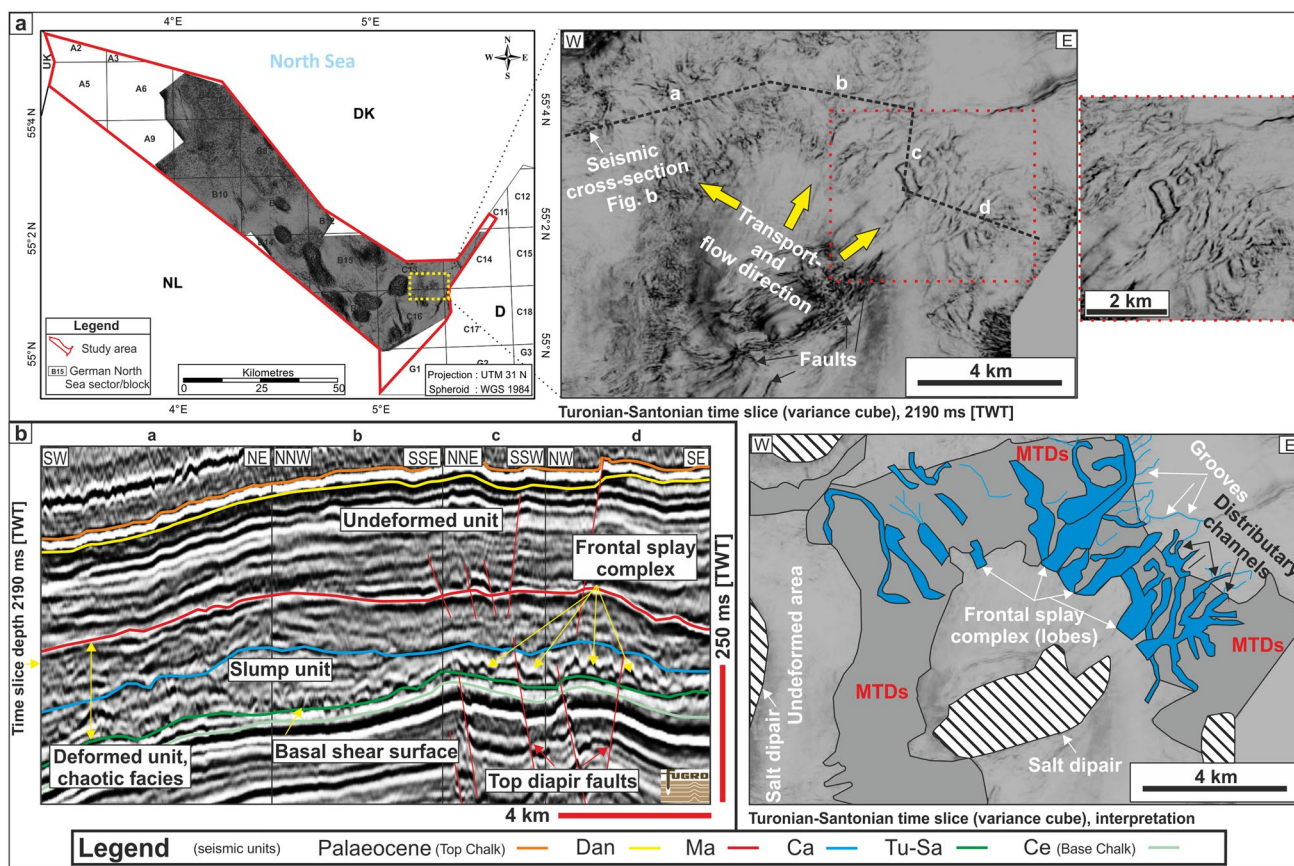 a
4°E
5°E
North Sea
N
W E
S
UK
A2
A3
A5
A6
A9
DK
55°4'N
55°2'N
55°N
B10
B12
B14
B15
C11
C12
C13
C14
C15
C16
C17
C18
G1
G2
G3
NL
D
Legend
Study area
B15 German North
Sea sector/block
Kilometres
0 25 50
Projection : UTM 31 N
Spheroid : WGS 1984
4°E
5°E
W
E
a
b
c
d
Seismic
cross-section
Fig. b
Transport-
and
flow direction
Faults
4 km
Turonian-Santonian time slice (variance cube), 2190 ms [TWT]
2 km
b
a
b
c
d
SW
NE
NNW
SSE
NNE
SSW
NW
SE
Time slice depth 2190 ms [TWT]
Undeformed unit
Frontal splay
complex
Slump unit
Deformed unit,
chaotic facies
Basal shear surface
Top diapir faults
FUGRO
250 ms [TWT]
4 km
W
E
MTDs
Grooves
Distributary
channels
Undeformed area
Salt dipair
Frontal splay
complex (lobes)
MTDs
MTDs
Salt dipair
4 km
Turonian-Santonian time slice (variance cube), interpretation
Legend (seismic units) Palaeocene (Top Chalk) Dan Ma Ca Tu-Sa Ce (Base Chalk)